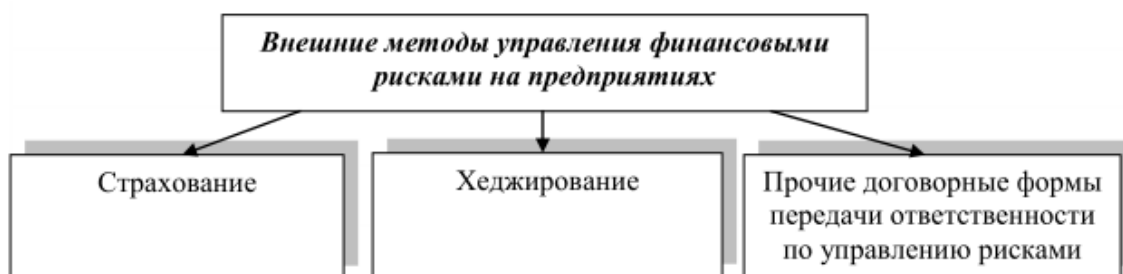 Внешние методы управления финансовыми
рисками на предприятиях
Страхование
Хеджирование
Прочие договорные формы
передачи ответственности
по управлению рисками